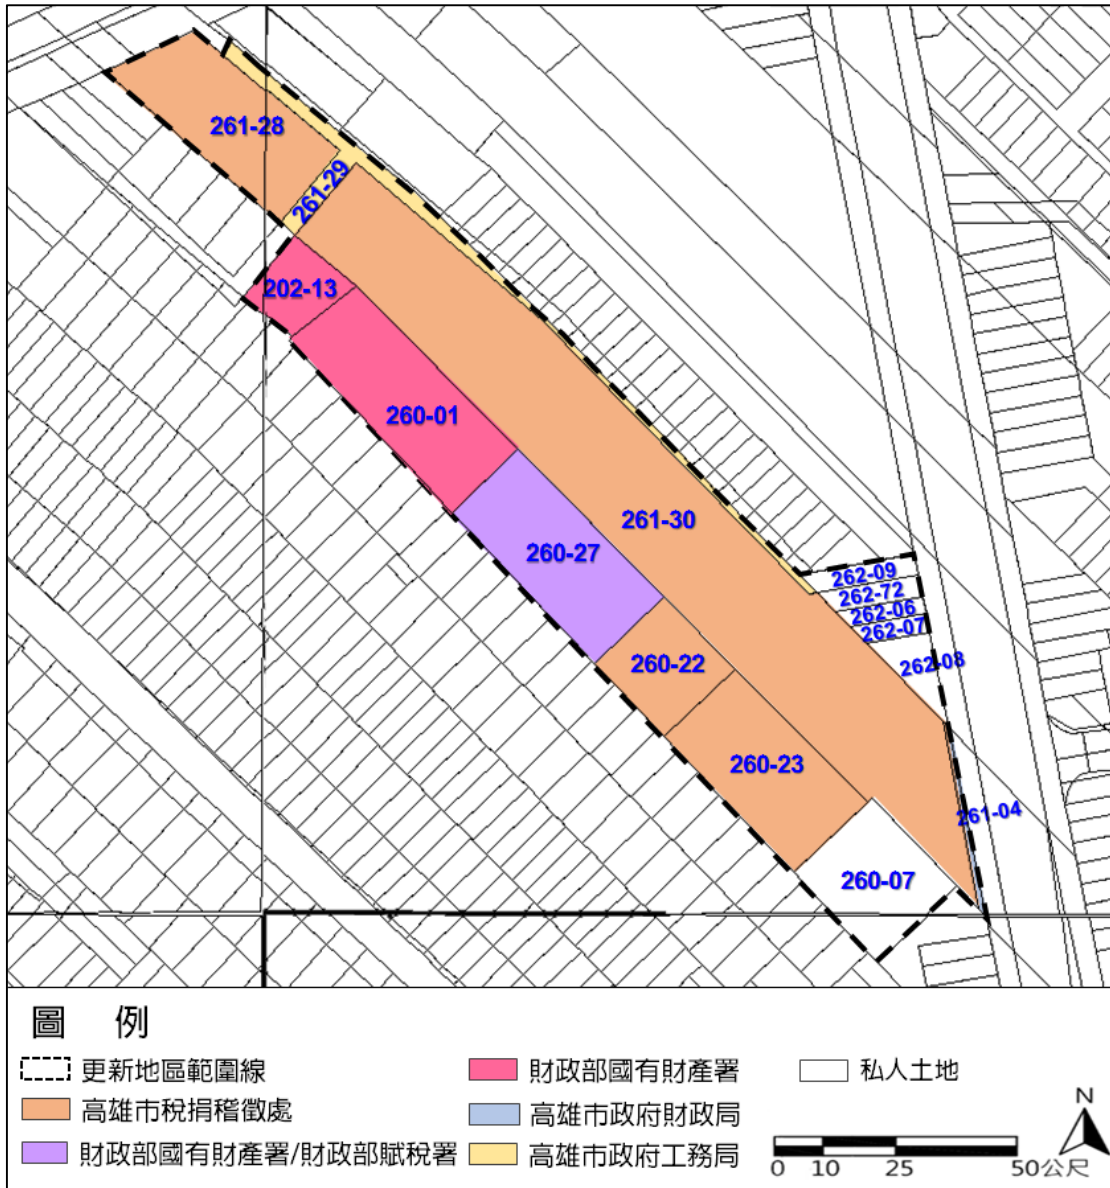 261-28
261-29
202-13
260-01
261-30
260-27
262-09
262-72
262-06
262-07
260-22
262-08
260-23
261-04
260-07
圖 例
更新地區範圍線
財政部國有財產署
私人土地
高雄市稅捐稽徵處
高雄市政府財政局
財政部國有財產署/財政部賦稅署
高雄市政府工務局
N
0 10 25 50公尺